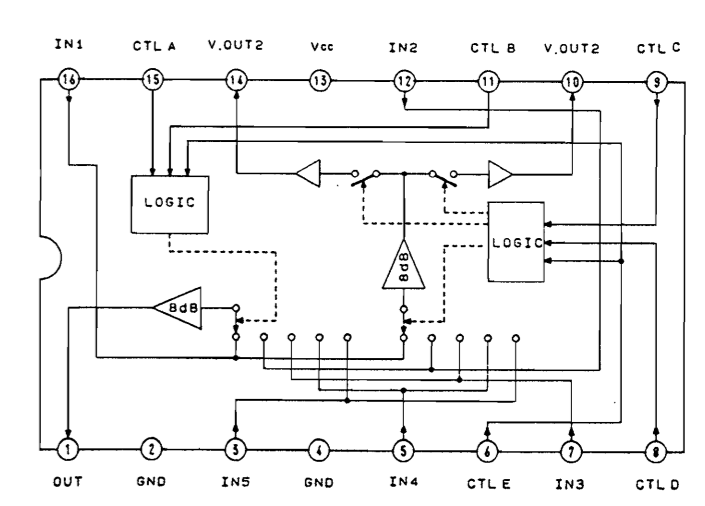 IN1 CTL A V.OUT2 Vcc IN2 CTL B V.OUT2 CTL C
16 15 14 13 12 11 10 9
LOGIC
LOGIC
8dB
8dB
1 2 3 4 5 6 7 8
OUT GND IN5 GND IN4 CTL E IN3 CTL D